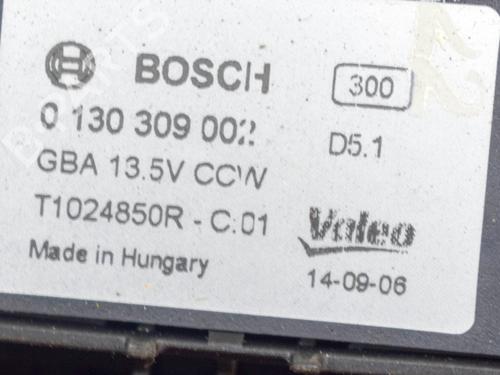 BOSCH
300
0 130 309 002
D5.1
GBA 13.5V CCW
T1024850R - C:01
Valeo
Made in Hungary
14-09-06